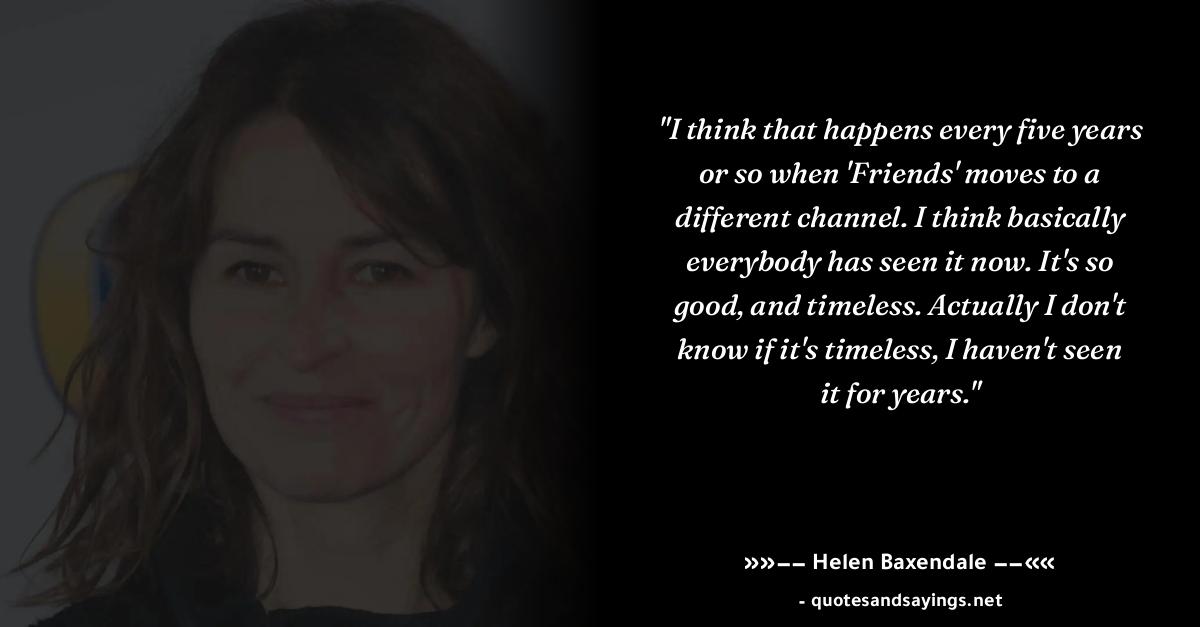 "I think that happens every five years
or so when 'Friends' moves to a
different channel. I think basically
everybody has seen it now. It's so
good, and timeless. Actually I don't
know if it's timeless, I haven't seen
it for years."
»»–– Helen Baxendale ––««
- quotesandsayings.net